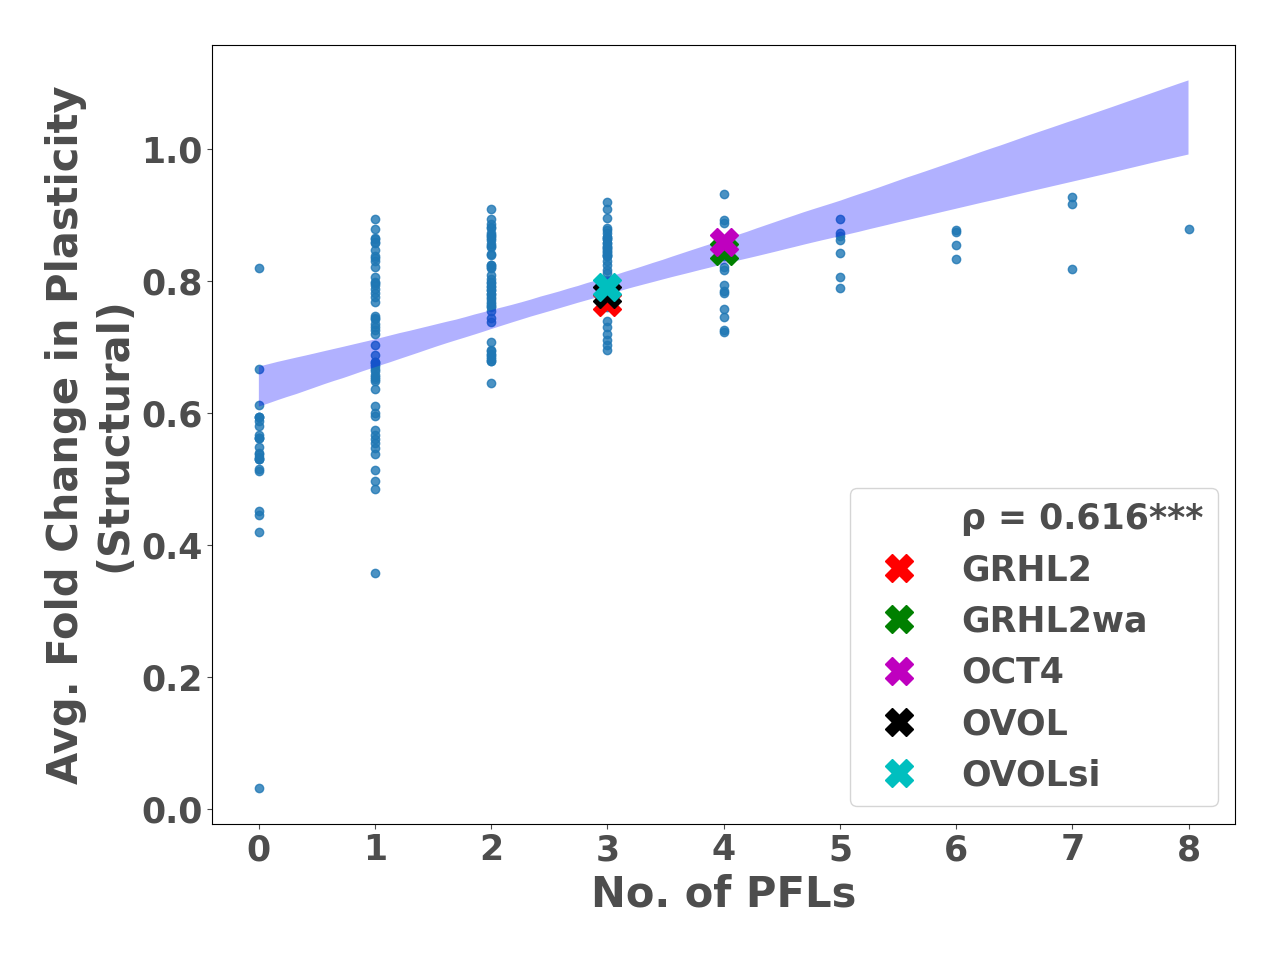 Avg. Fold Change in Plasticity
(Structural)
1.0
0.8
0.6
0.4
0.2
0.0
ρ = 0.616***
GRHL2
GRHL2wa
OCT4
OVOL
OVOLsi
0 1 2 3 4 5 6 7 8
No. of PFLs